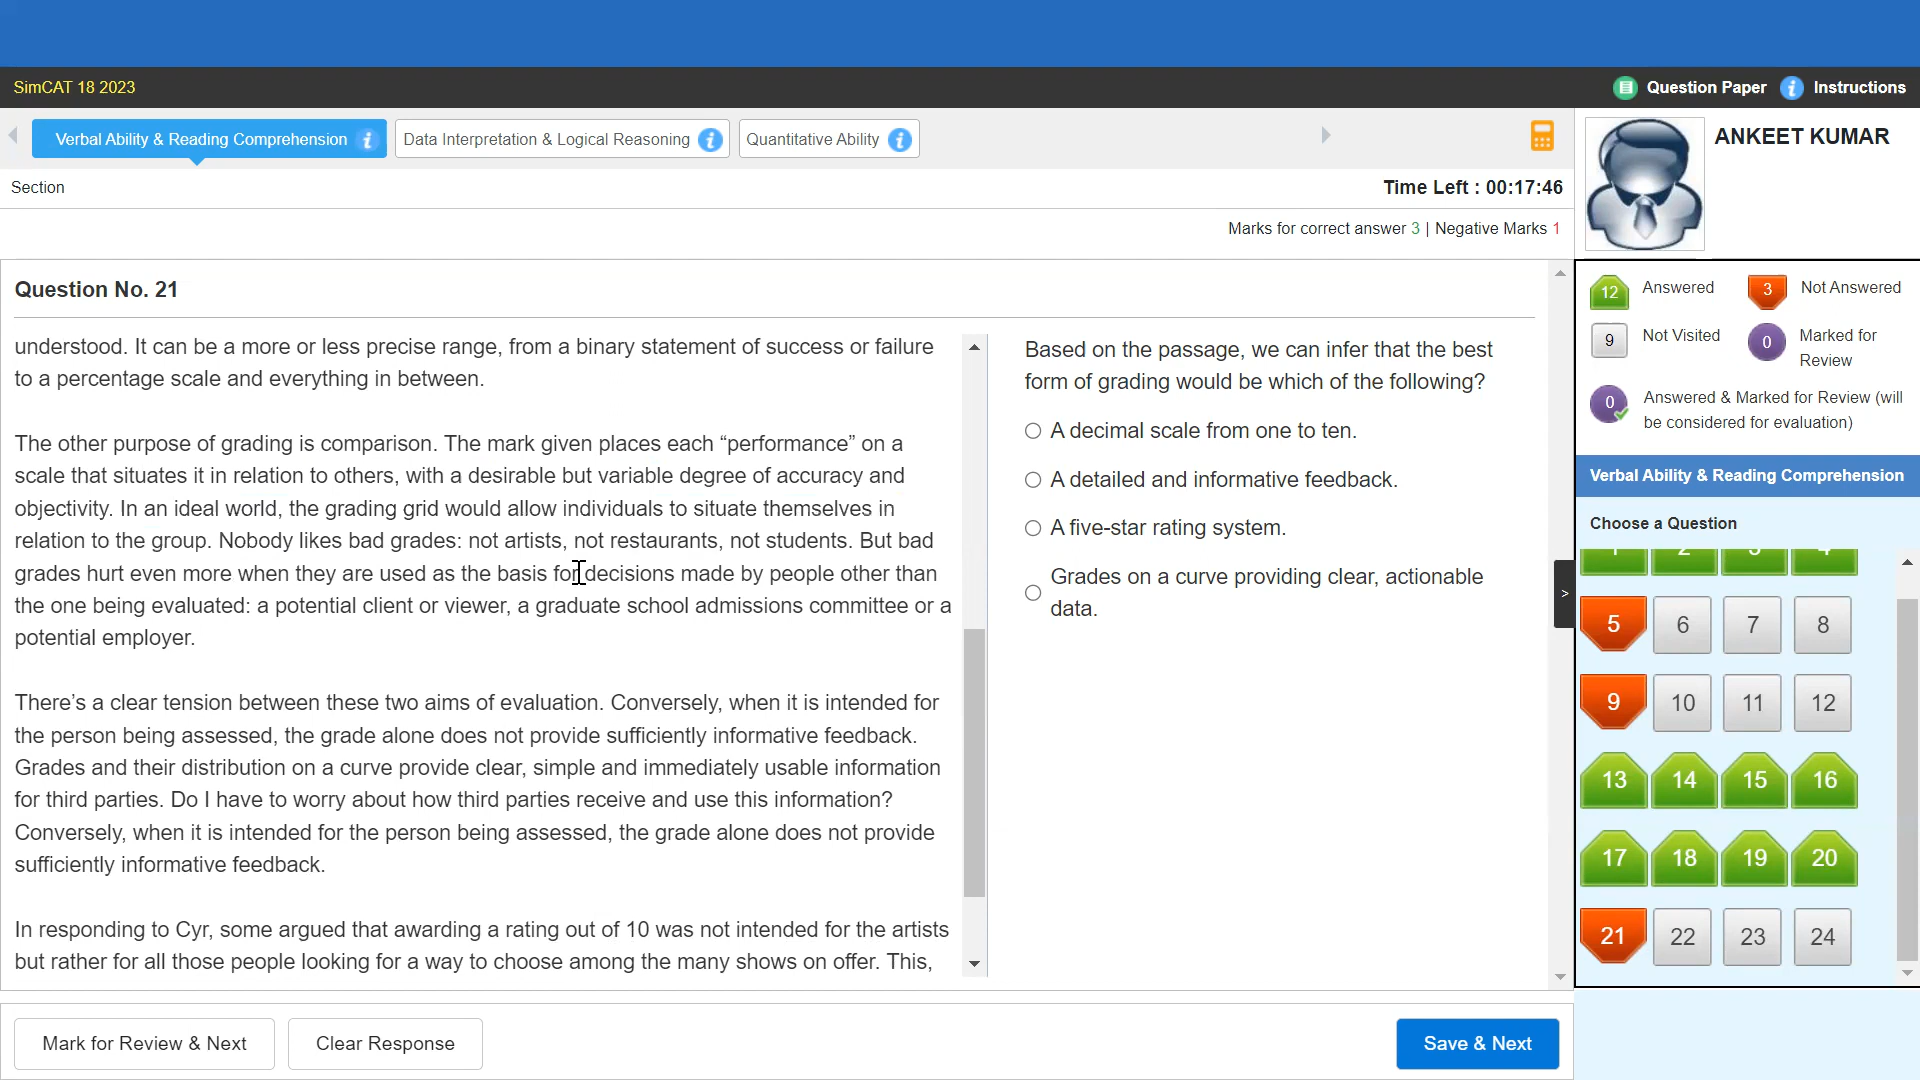 SimCAT 18 2023
Question Paper
Instructions
Verbal Ability & Reading Comprehension
Data Interpretation & Logical Reasoning
Quantitative Ability
ANKEET KUMAR
Section
Time Left : 00:17:46
Marks for correct answer 3 | Negative Marks 1
Question No. 21
understood. It can be a more or less precise range, from a binary statement of success or failure
to a percentage scale and everything in between.
The other purpose of grading is comparison. The mark given places each “performance” on a
scale that situates it in relation to others, with a desirable but variable degree of accuracy and
objectivity. In an ideal world, the grading grid would allow individuals to situate themselves in
relation to the group. Nobody likes bad grades: not artists, not restaurants, not students. But bad
grades hurt even more when they are used as the basis for decisions made by people other than
the one being evaluated: a potential client or viewer, a graduate school admissions committee or a
potential employer.
There’s a clear tension between these two aims of evaluation. Conversely, when it is intended for
the person being assessed, the grade alone does not provide sufficiently informative feedback.
Grades and their distribution on a curve provide clear, simple and immediately usable information
for third parties. Do I have to worry about how third parties receive and use this information?
Conversely, when it is intended for the person being assessed, the grade alone does not provide
sufficiently informative feedback.
In responding to Cyr, some argued that awarding a rating out of 10 was not intended for the artists
but rather for all those people looking for a way to choose among the many shows on offer. This,
Based on the passage, we can infer that the best
form of grading would be which of the following?
A decimal scale from one to ten.
A detailed and informative feedback.
A five-star rating system.
Grades on a curve providing clear, actionable
data.
12 Answered
3 Not Answered
9 Not Visited
0 Marked for
Review
0 Answered & Marked for Review (will
be considered for evaluation)
Verbal Ability & Reading Comprehension
Choose a Question
1 2 3 4
5 6 7 8
9 10 11 12
13 14 15 16
17 18 19 20
21 22 23 24
>
Mark for Review & Next
Clear Response
Save & Next